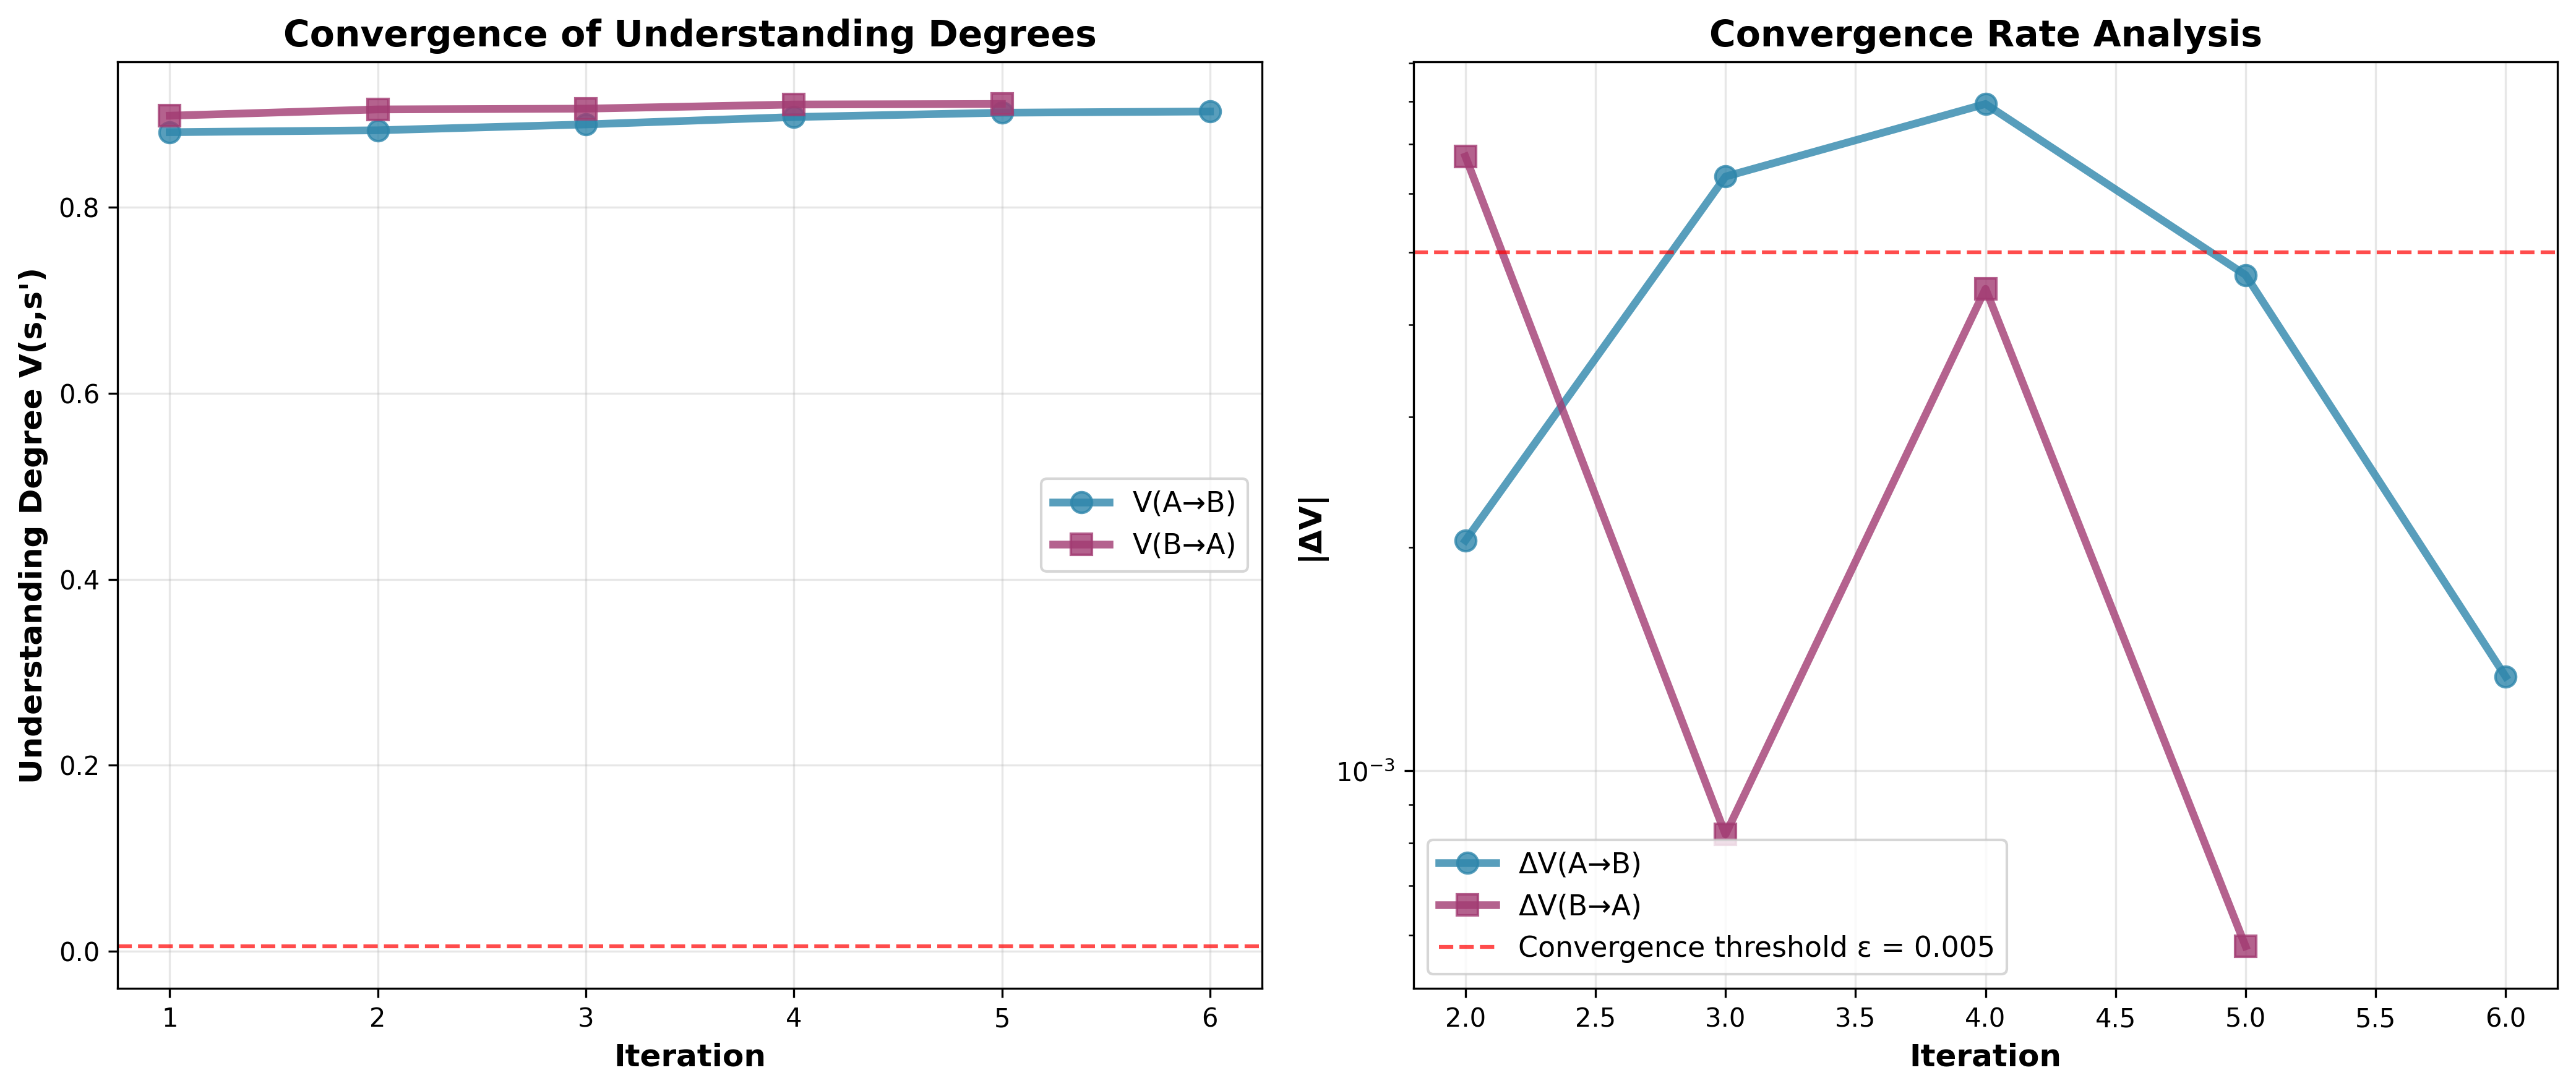 Convergence of Understanding Degrees
Understanding Degree V(s,s')
0.8
0.6
0.4
0.2
0.0
V(A→B)
V(B→A)
1 2 3 4 5 6
Iteration
Convergence Rate Analysis
|ΔV|
10⁻³
ΔV(A→B)
ΔV(B→A)
Convergence threshold ε = 0.005
2.0 2.5 3.0 3.5 4.0 4.5 5.0 5.5 6.0
Iteration